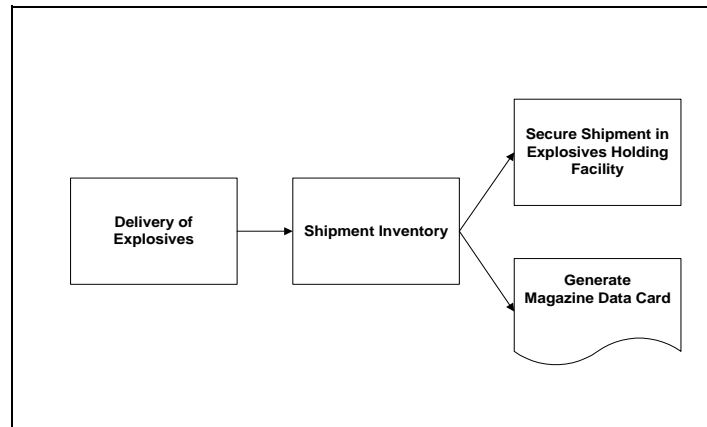 Delivery of
Explosives
Shipment Inventory
Secure Shipment in
Explosives Holding
Facility
Generate
Magazine Data Card